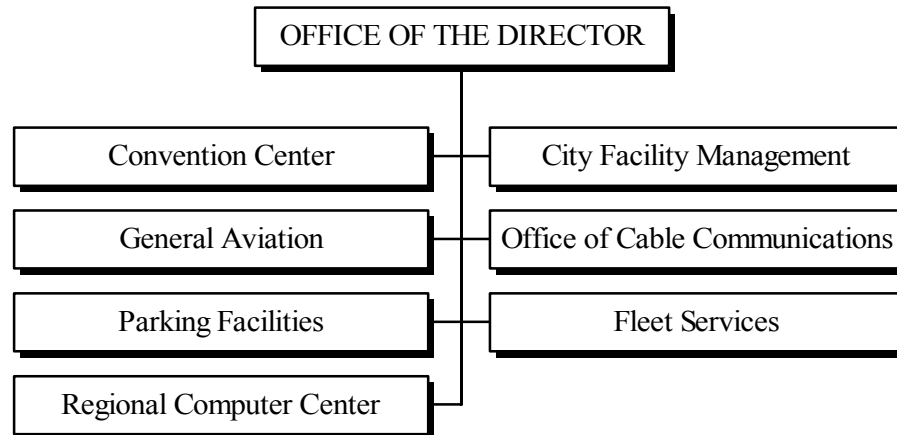 OFFICE OF THE DIRECTOR
Convention Center
City Facility Management
General Aviation
Office of Cable Communications
Parking Facilities
Fleet Services
Regional Computer Center